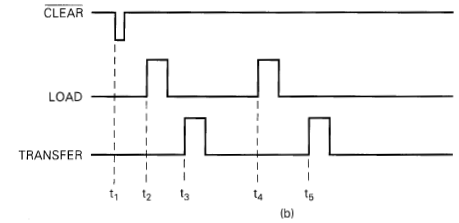 CLEAR
LOAD
TRANSFER
t1 t2 t3 t4 t5
(b)